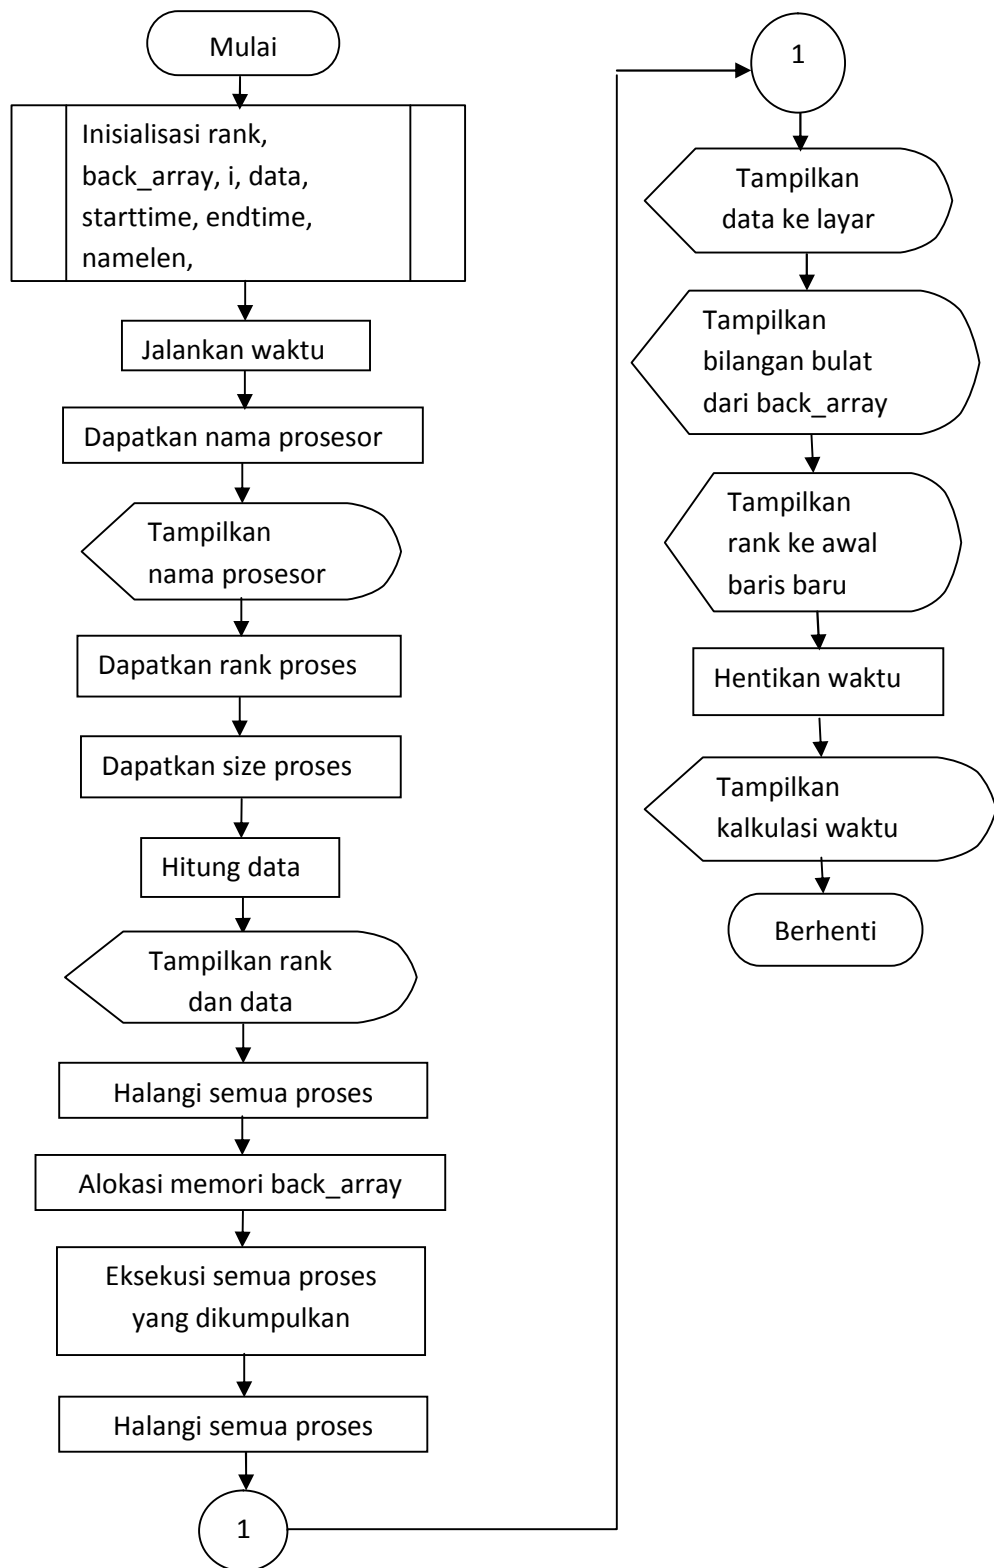 Mulai
Inisialisasi rank,
back_array, i, data,
starttime, endtime,
namelen,
Jalankan waktu
Dapatkan nama prosesor
Tampilkan
nama prosesor
Dapatkan rank proses
Dapatkan size proses
Hitung data
Tampilkan rank
dan data
Halangi semua proses
Alokasi memori back_array
Eksekusi semua proses
yang dikumpulkan
Halangi semua proses
1
1
Tampilkan
data ke layar
Tampilkan
bilangan bulat
dari back_array
Tampilkan
rank ke awal
baris baru
Hentikan waktu
Tampilkan
kalkulasi waktu
Berhenti